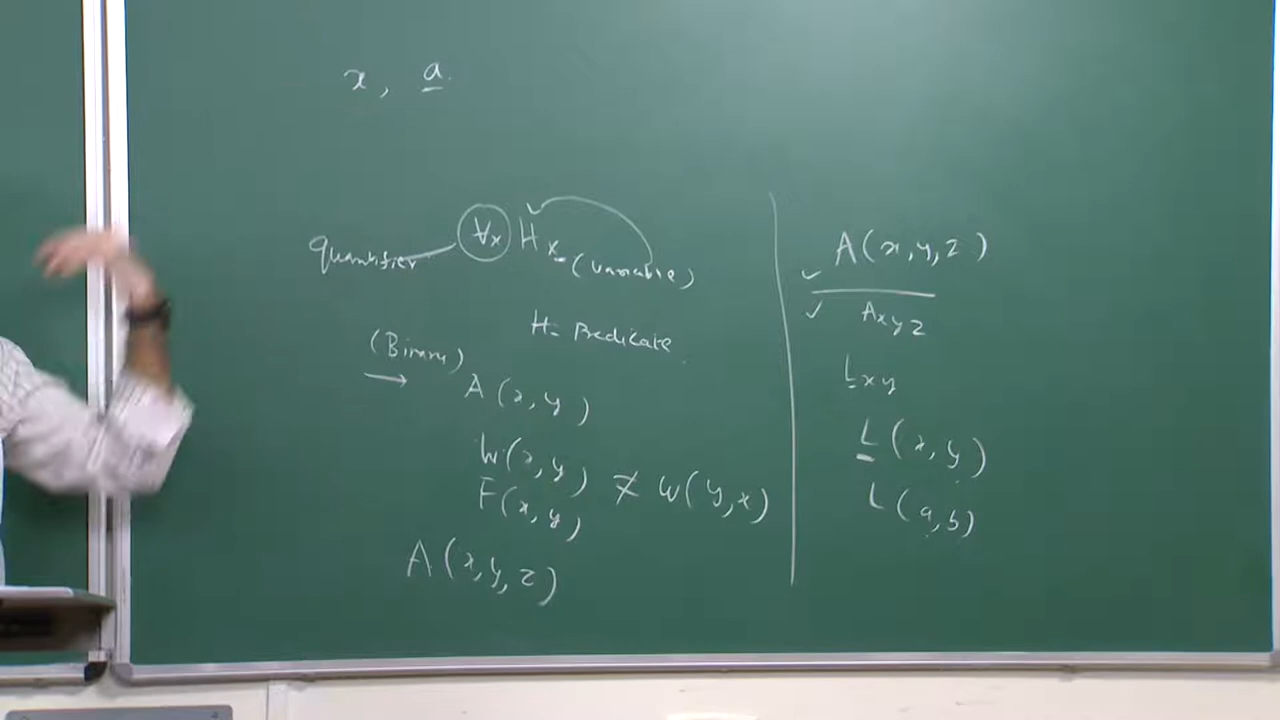 x, a.
quantifier ∀x Hx (variable)
H = Predicate
(Binary)
→ A(x, y)
W(x, y) ≠ W(y, x)
F(x, y)
A(x, y, z)
A(x, y, z)
Axyz
Lxy
L(x, y)
L(a, b)